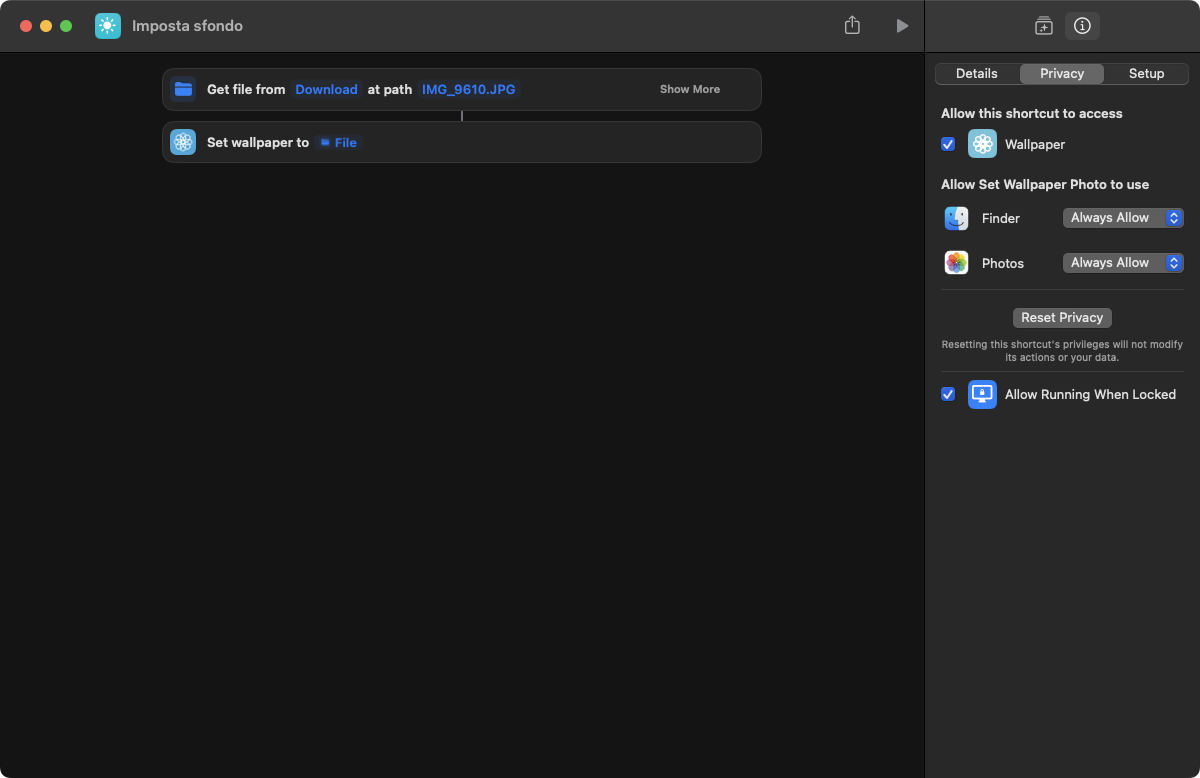 Imposta sfondo
Get file from Download at path IMG_9610.JPG Show More
Set wallpaper to File
Details Privacy Setup
Allow this shortcut to access
Wallpaper
Allow Set Wallpaper Photo to use
Finder Always Allow
Photos Always Allow
Reset Privacy
Resetting this shortcut's privileges will not modify
its actions or your data.
Allow Running When Locked